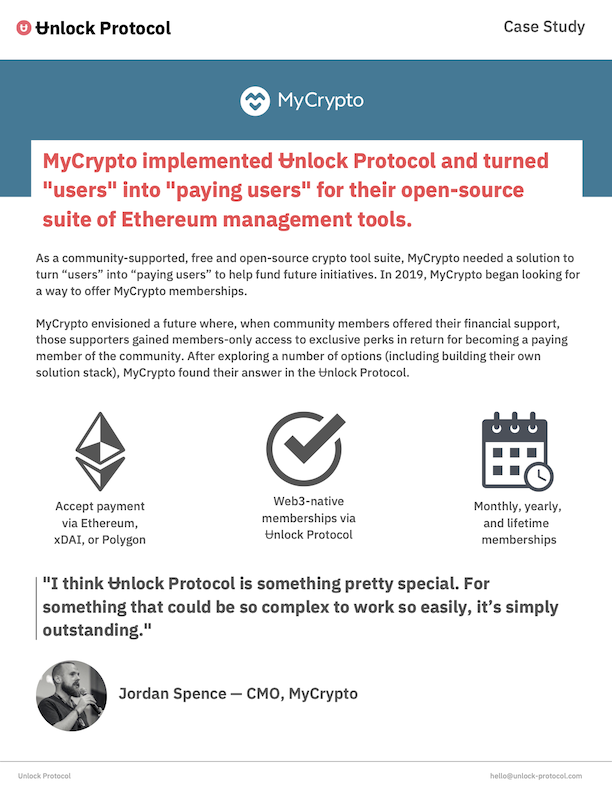 Ʉnlock Protocol
Case Study
MyCrypto
MyCrypto implemented Ʉnlock Protocol and turned
"users" into "paying users" for their open-source
suite of Ethereum management tools.
As a community-supported, free and open-source crypto tool suite, MyCrypto needed a solution to
turn “users” into “paying users” to help fund future initiatives. In 2019, MyCrypto began looking for
a way to offer MyCrypto memberships.
MyCrypto envisioned a future where, when community members offered their financial support,
those supporters gained members-only access to exclusive perks in return for becoming a paying
member of the community. After exploring a number of options (including building their own
solution stack), MyCrypto found their answer in the Ʉnlock Protocol.
Accept payment
via Ethereum,
xDAI, or Polygon
Web3-native
memberships via
Ʉnlock Protocol
Monthly, yearly,
and lifetime
memberships
"I think Ʉnlock Protocol is something pretty special. For
something that could be so complex to work so easily, it’s simply
outstanding."
Jordan Spence — CMO, MyCrypto
Unlock Protocol
hello@unlock-protocol.com